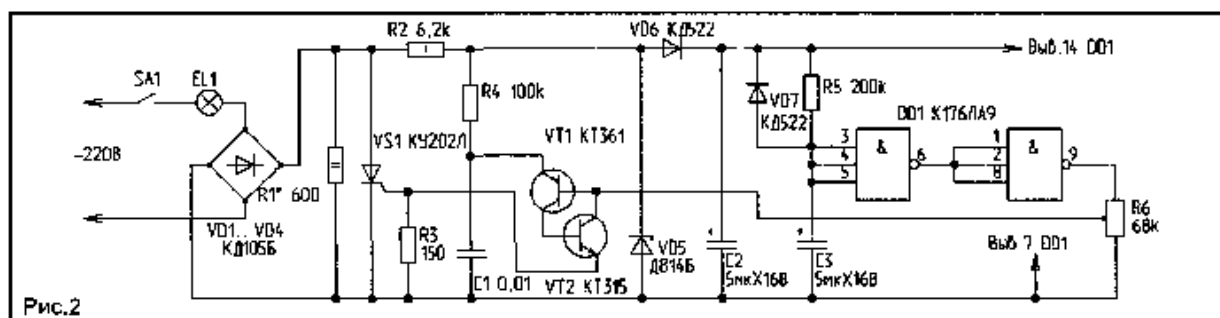 R2 6,2k
VD6 КД522
Выв.14 DD1
SA1
EL1
R4 100k
VD7
КД522
R5 200k
DD1 К176ЛА9
VS1 КУ202Л
VT1 КТ361
~220В
R1* 600
VD1.. VD4
КД105Б
3
4
5
&
6
1
2
8
&
9
R3
150
C1 0,01
VT2 КТ315
VD5
Д814Б
C2
5мкХ16В
C3
5мкХ16В
Выв 7 DD1
R6
68k
Рис.2